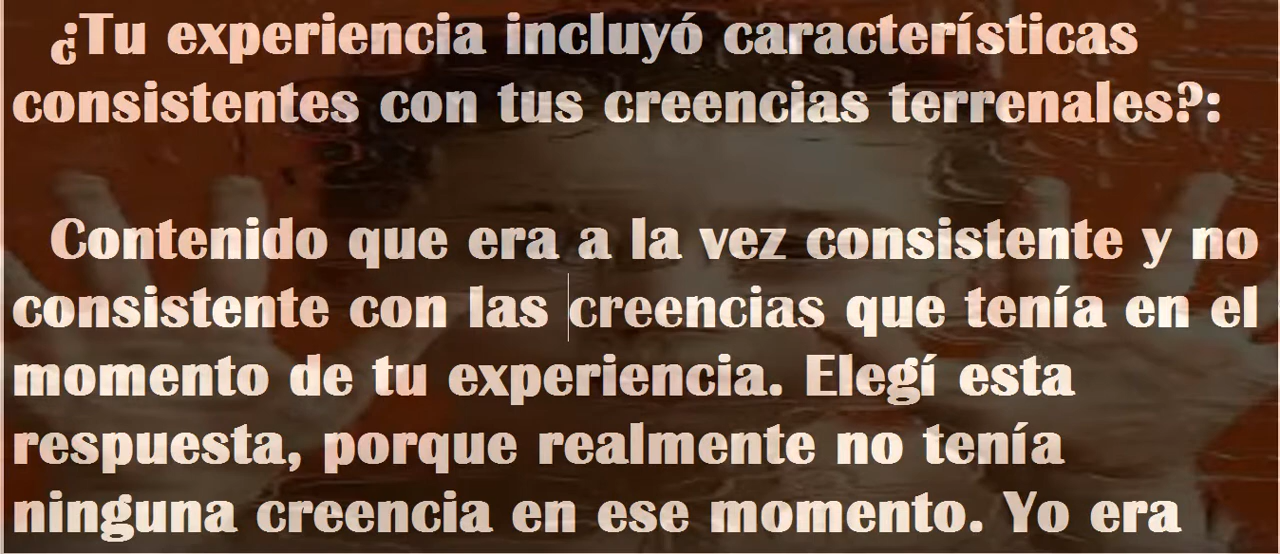 ¿Tu experiencia incluyó características
consistentes con tus creencias terrenales?:
Contenido que era a la vez consistente y no
consistente con las creencias que tenía en el
momento de tu experiencia. Elegí esta
respuesta, porque realmente no tenía
ninguna creencia en ese momento. Yo era